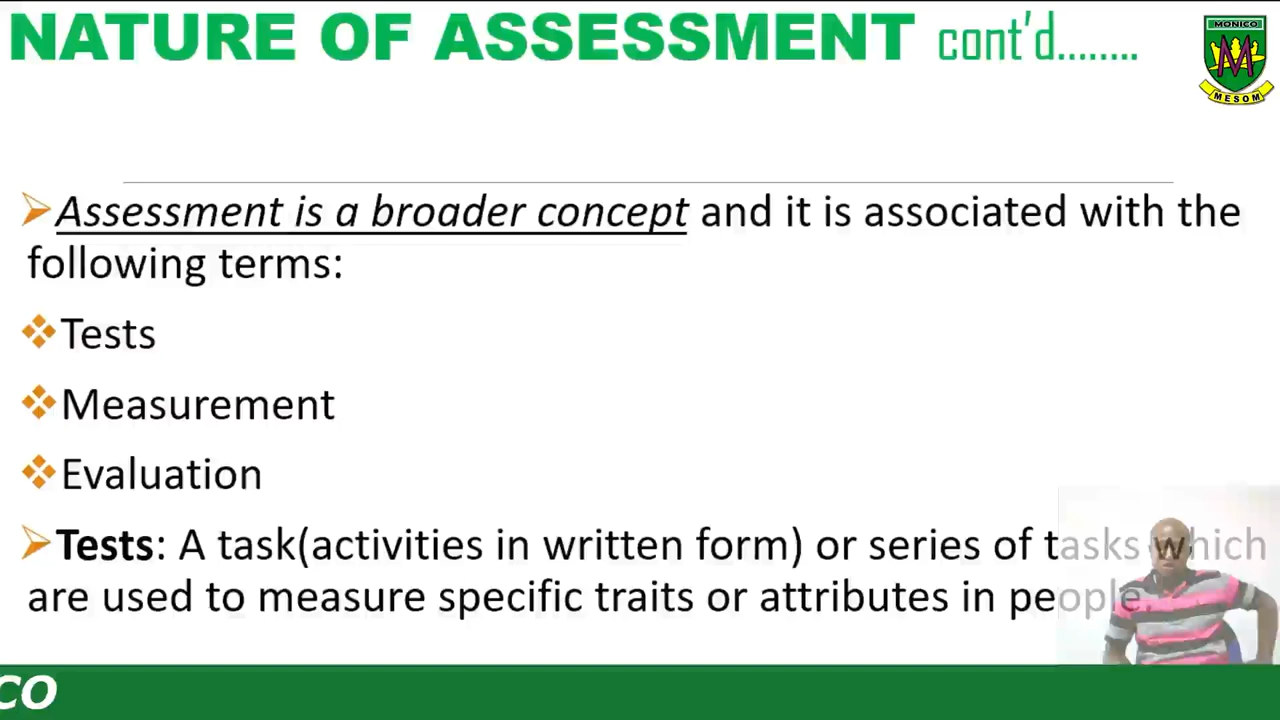 NATURE OF ASSESSMENT cont'd........
MONICO
M
MESOM
Assessment is a broader concept and it is associated with the
following terms:
Tests
Measurement
Evaluation
Tests: A task(activities in written form) or series of tasks which
are used to measure specific traits or attributes in people.
CO